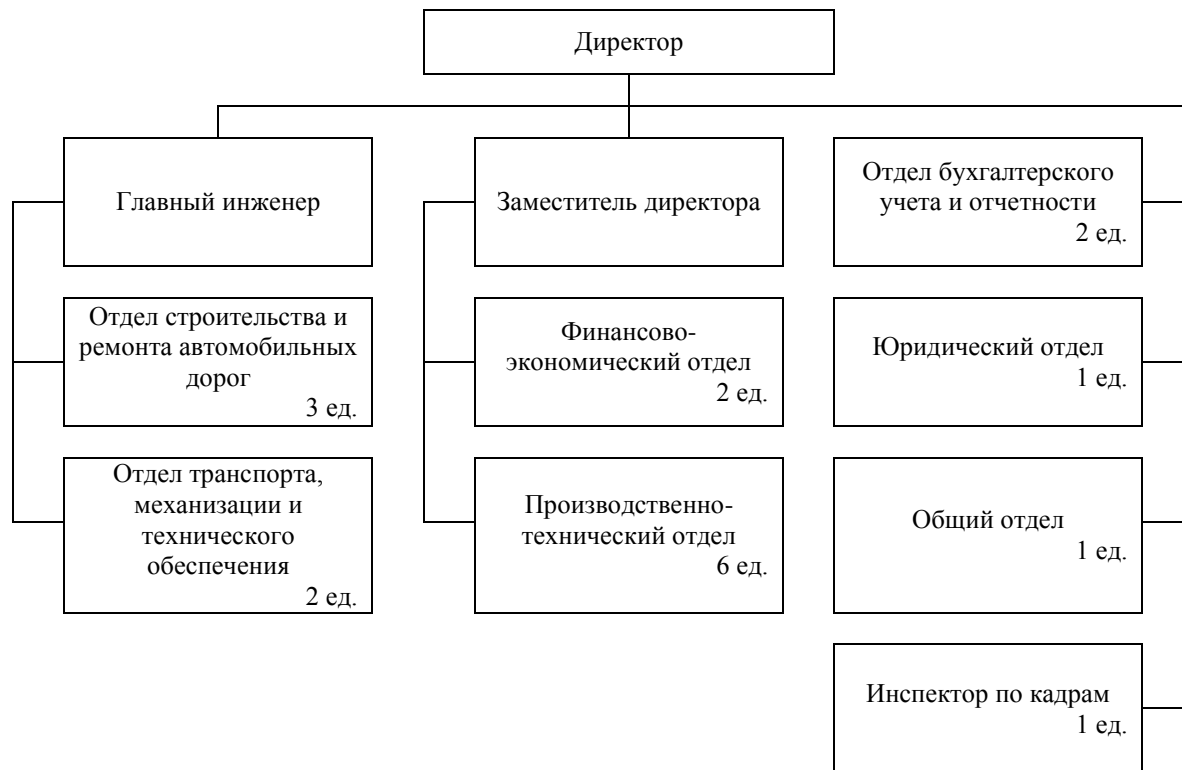 Директор
Главный инженер
Заместитель директора
Отдел бухгалтерского
учета и отчетности
2 ед.
Отдел строительства и
ремонта автомобильных
дорог
3 ед.
Финансово-
экономический отдел
2 ед.
Юридический отдел
1 ед.
Отдел транспорта,
механизации и
технического
обеспечения
2 ед.
Производственно-
технический отдел
6 ед.
Общий отдел
1 ед.
Инспектор по кадрам
1 ед.